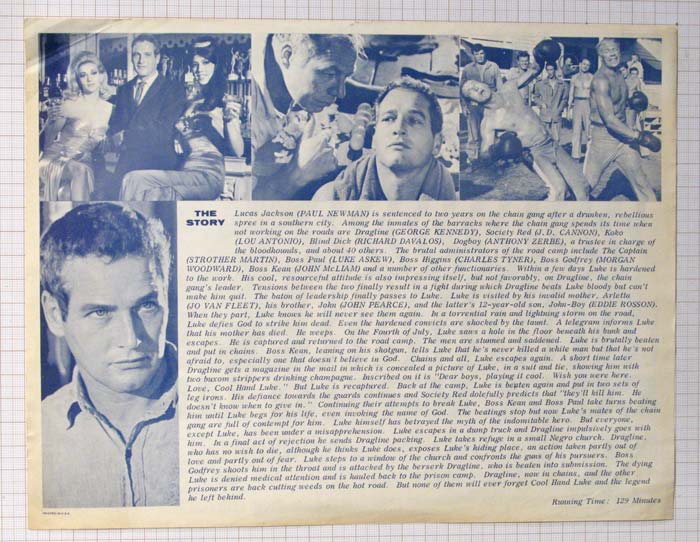 THE STORY
Lucas Jackson (PAUL NEWMAN) is sentenced to two years on the chain gang after a drunken, rebellious
spree in a southern city. Among the inmates of the barracks where the chain gang spends its time when
not working on the roads are Dragline (GEORGE KENNEDY), Society Red (J.D. CANNON), Koko
(LOU ANTONIO), Blind Dick (RICHARD DAVALOS), Dogboy (ANTHONY ZERBE), a trustee in charge of
the bloodhounds, and about 40 others. The brutal administrators of the road camp include The Captain
(STROTHER MARTIN), Boss Paul (LUKE ASKEW), Boss Higgins (CHARLES TYNER), Boss Godfrey (MORGAN
WOODWARD), Boss Kean (JOHN McLIAM) and a number of other functionaries. Within a few days Luke is hardened
to the work. His cool, resourceful attitude is also impressing itself, but not favorably, on Dragline, the chain
gang's leader. Tensions between the two finally result in a fight during which Dragline beats Luke bloody but can't
make him quit. The baton of leadership finally passes to Luke. Luke is visited by his invalid mother, Arletta
(JO VAN FLEET), his brother, John (JOHN PEARCE), and the latter's 12-year-old son, John-Boy (EDDIE ROSSON).
When they part, Luke knows he will never see them again. In a torrential rain and lightning storm on the road,
Luke defies God to strike him dead. Even the hardened convicts are shocked by the taunt. A telegram informs Luke
that his mother has died. He weeps. On the Fourth of July, Luke saws a hole in the floor beneath his bunk and
escapes. He is captured and returned to the road camp. The men are stunned and saddened. Luke is brutally beaten
and put in chains. Boss Kean, leaning on his shotgun, tells Luke that he's never killed a white man but that he's not
afraid to, especially one that doesn't believe in God. Chains and all, Luke escapes again. A short time later
Dragline gets a magazine in the mail in which is concealed a picture of Luke, in a suit and tie, showing him with
two buxom strippers drinking champagne. Inscribed on it is "Dear boys, playing it cool. Wish you were here.
Love, Cool Hand Luke." But Luke is recaptured. Back at the camp, Luke is beaten again and put in two sets of
leg irons. His defiance towards the guards continues and Society Red dolefully predicts that "they'll kill him. He
doesn't know when to give in." Continuing their attempts to break Luke, Boss Kean and Boss Paul take turns beating
him until Luke begs for his life, even invoking the name of God. The beatings stop but now Luke's mates of the chain
gang are full of contempt for him. Luke himself has betrayed the myth of the indomitable hero. But everyone,
except Luke, has been under a misapprehension. Luke escapes in a dump truck and Dragline impulsively goes with
him. In a final act of rejection he sends Dragline packing. Luke takes refuge in a small Negro church. Dragline,
who has no wish to die, although he thinks Luke does, exposes Luke's hiding place, an action taken partly out of
love and partly out of fear. Luke steps to a window of the church and confronts the guns of his pursuers. Boss
Godfrey shoots him in the throat and is attacked by the berserk Dragline, who is beaten into submission. The dying
Luke is denied medical attention and is hauled back to the prison camp. Dragline, now in chains, and the other
prisoners are back cutting weeds on the hot road. But none of them will ever forget Cool Hand Luke and the legend
he left behind.
Running Time: 129 Minutes